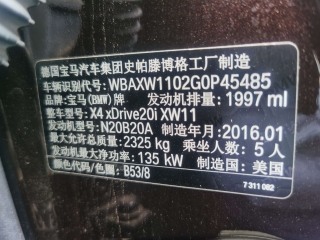 德国宝马汽车集团史帕滕博格工厂制造
车辆识别代号: WBAXW1102G0P45485
品牌: 宝马(BMW)牌 发动机排量: 1997 ml
整车型号: X4 xDrive20i XW11
发动机型号: N20B20A 制造年月: 2016.01
最大允许总质量: 2325 kg 乘坐人数: 5 人
发动机最大净功率: 135 kW 制造国: 美国
颜色代码/色图: B53/8
7 311 082